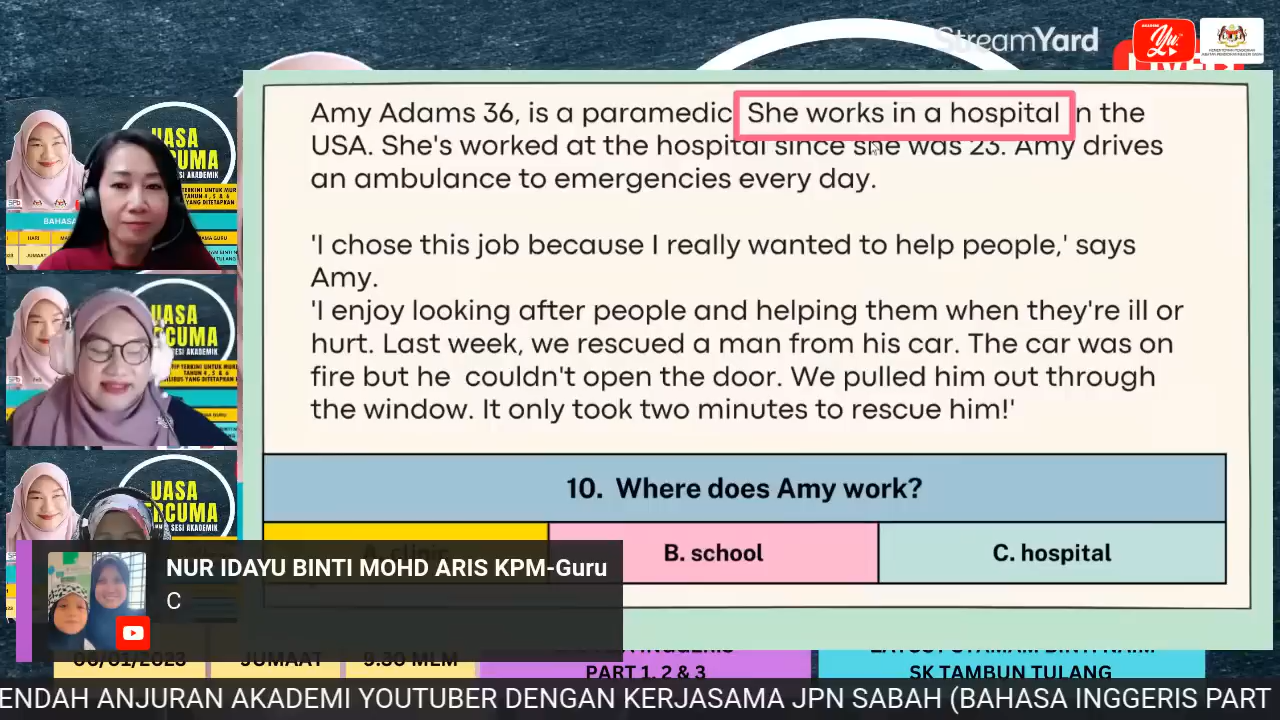 StreamYard
Amy Adams 36, is a paramedic She works in a hospital in the
USA. She's worked at the hospital since she was 23. Amy drives
an ambulance to emergencies every day.
'I chose this job because I really wanted to help people,' says
Amy.
'I enjoy looking after people and helping them when they're ill or
hurt. Last week, we rescued a man from his car. The car was on
fire but he couldn't open the door. We pulled him out through
the window. It only took two minutes to rescue him!'
10. Where does Amy work?
A. clinic
B. school
C. hospital
NUR IDAYU BINTI MOHD ARIS KPM-Guru
C
06/01/2023
JUMAAT
9.30 MLM
PART 1, 2 & 3
SK TAMBUN TULANG
ENDAH ANJURAN AKADEMI YOUTUBER DENGAN KERJASAMA JPN SABAH (BAHASA INGGERIS PART